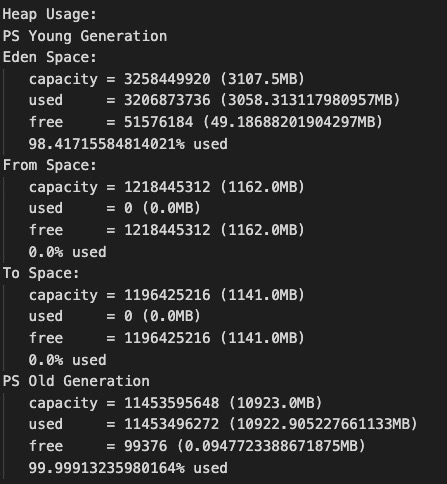 Heap Usage:
PS Young Generation
Eden Space:
   capacity = 3258449920 (3107.5MB)
   used     = 3206873736 (3058.313117980957MB)
   free     = 51576184 (49.18688201904297MB)
   98.41715584814021% used
From Space:
   capacity = 1218445312 (1162.0MB)
   used     = 0 (0.0MB)
   free     = 1218445312 (1162.0MB)
   0.0% used
To Space:
   capacity = 1196425216 (1141.0MB)
   used     = 0 (0.0MB)
   free     = 1196425216 (1141.0MB)
   0.0% used
PS Old Generation
   capacity = 11453595648 (10923.0MB)
   used     = 11453496272 (10922.905227661133MB)
   free     = 99376 (0.0947723388671875MB)
   99.99913235980164% used